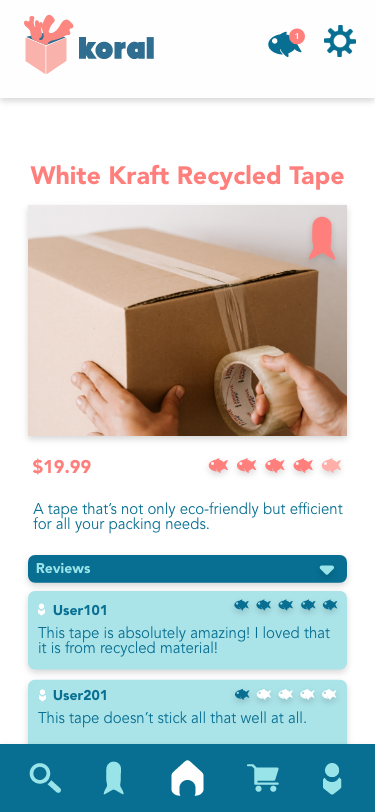 koral
1
White Kraft Recycled Tape
$19.99
A tape that’s not only eco-friendly but efficient
for all your packing needs.
Reviews
User101
This tape is absolutely amazing! I loved that
it is from recycled material!
User201
This tape doesn’t stick all that well at all.